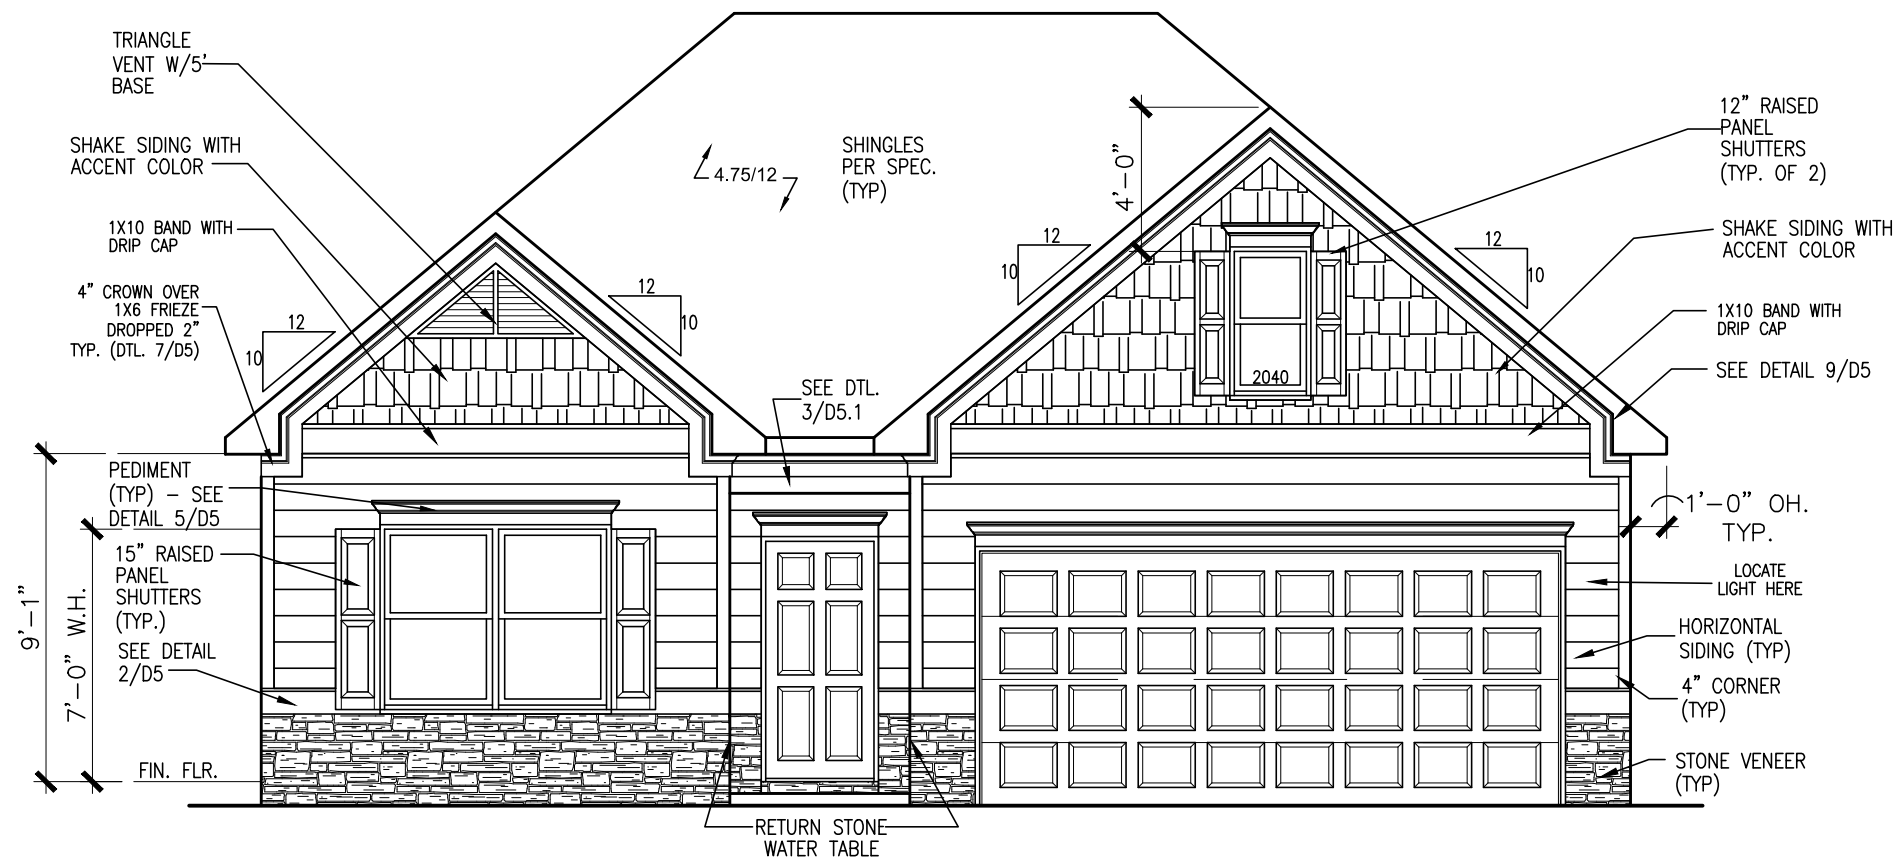 TRIANGLE
VENT W/5'
BASE
SHAKE SIDING WITH
ACCENT COLOR
1X10 BAND WITH
DRIP CAP
4" CROWN OVER
1X6 FRIEZE
DROPPED 2"
TYP. (DTL. 7/D5)
12
10
12
10
4.75/12
SHINGLES
PER SPEC.
(TYP)
4'-0"
12
10
12
10
12" RAISED
PANEL
SHUTTERS
(TYP. OF 2)
SHAKE SIDING WITH
ACCENT COLOR
1X10 BAND WITH
DRIP CAP
SEE DETAIL 9/D5
2040
SEE DTL.
3/D5.1
PEDIMENT
(TYP) - SEE
DETAIL 5/D5
15" RAISED
PANEL
SHUTTERS
(TYP.)
SEE DETAIL
2/D5
9'-1"
7'-0" W.H.
FIN. FLR.
1'-0" OH.
TYP.
LOCATE
LIGHT HERE
HORIZONTAL
SIDING (TYP)
4" CORNER
(TYP)
STONE VENEER
(TYP)
RETURN STONE
WATER TABLE